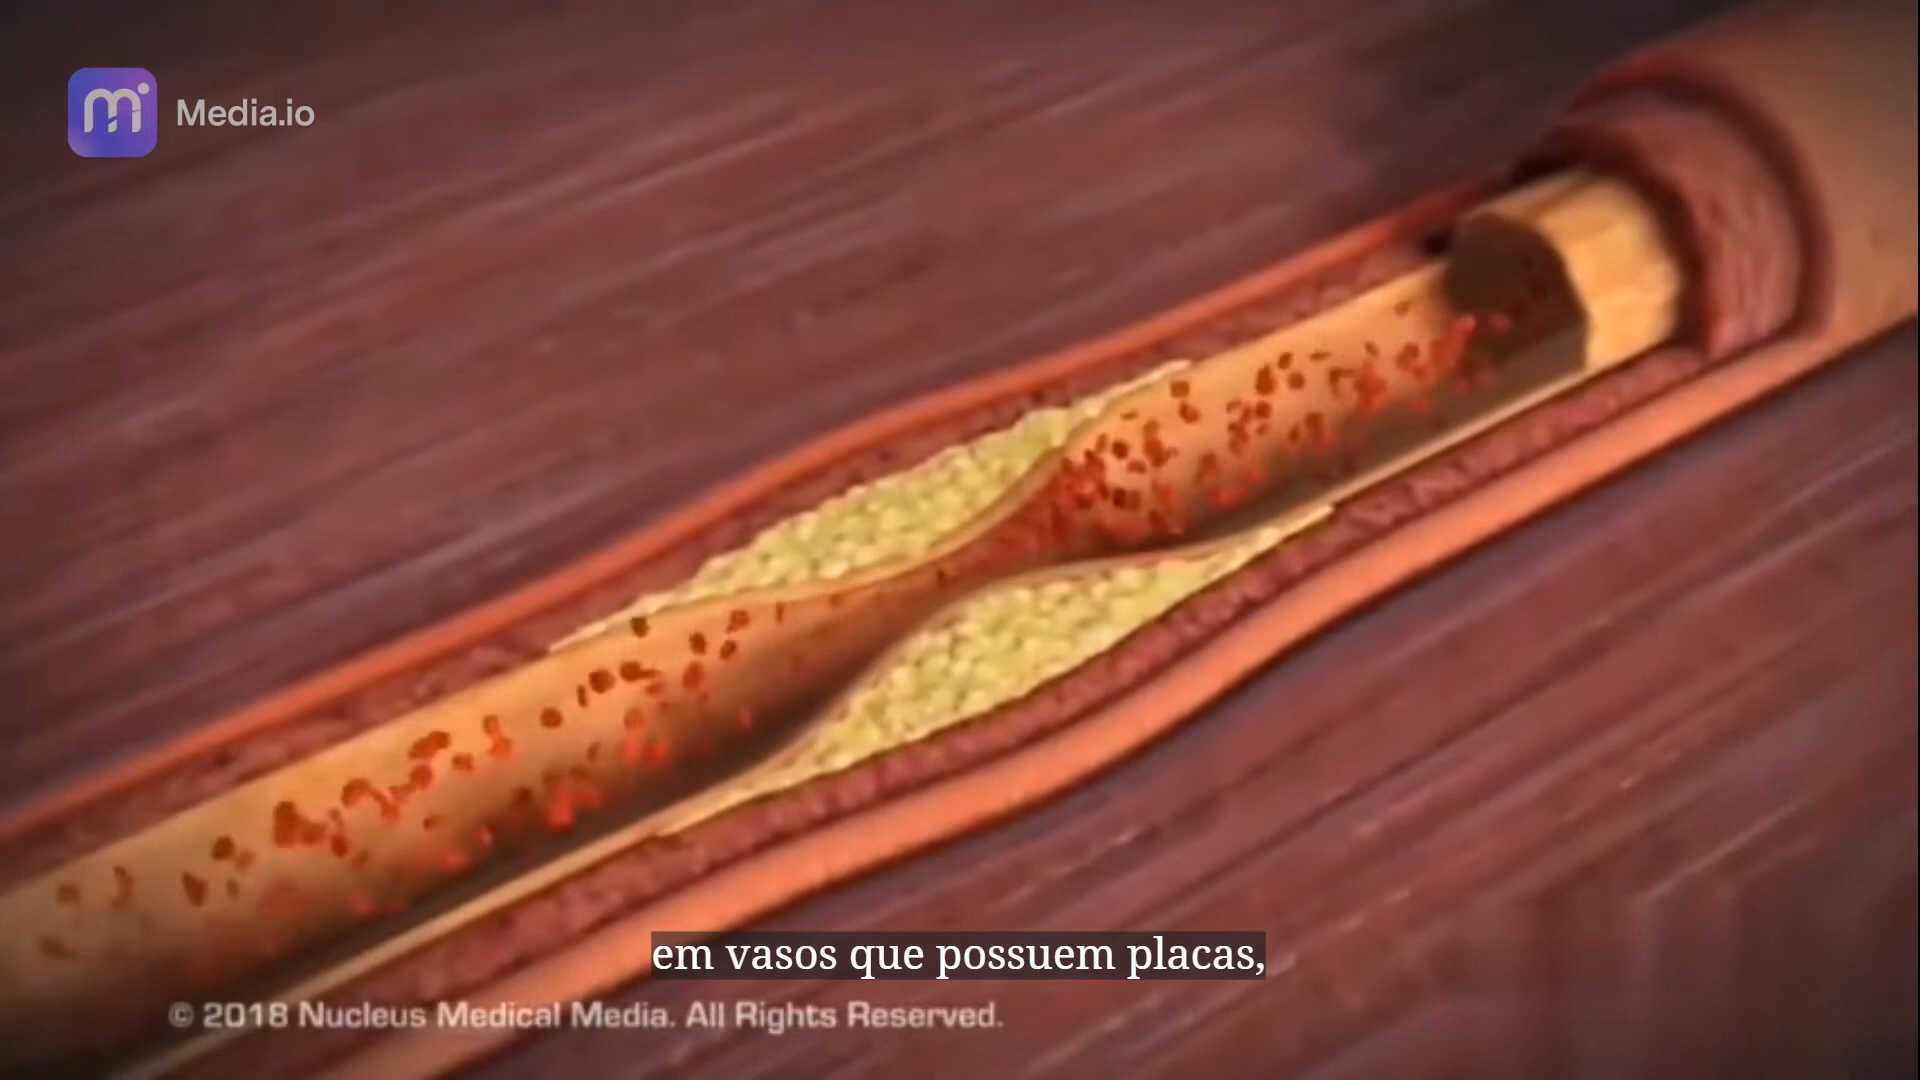 Media.io
em vasos que possuem placas,
© 2018 Nucleus Medical Media. All Rights Reserved.